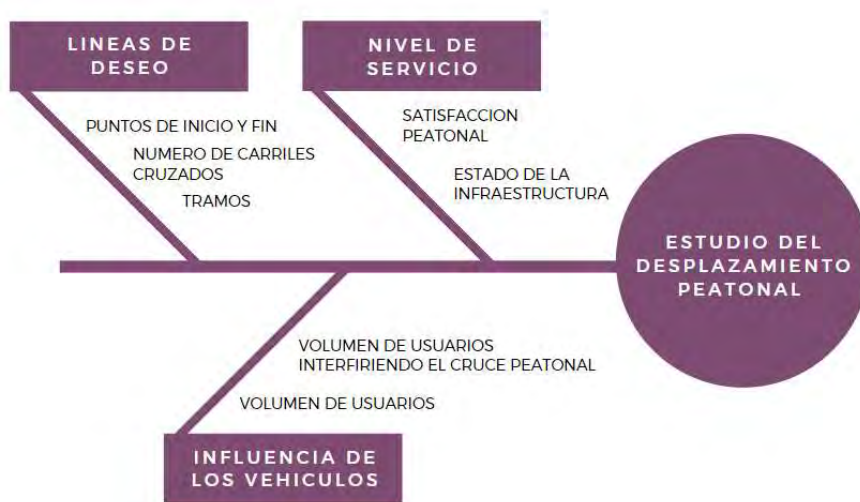 LINEAS DE
DESEO
NIVEL DE
SERVICIO
PUNTOS DE INICIO Y FIN
NUMERO DE CARRILES
CRUZADOS
TRAMOS
SATISFACCION
PEATONAL
ESTADO DE LA
INFRAESTRUCTURA
ESTUDIO DEL
DESPLAZAMIENTO
PEATONAL
VOLUMEN DE USUARIOS
INTERFIRIENDO EL CRUCE PEATONAL
VOLUMEN DE USUARIOS
INFLUENCIA DE
LOS VEHICULOS